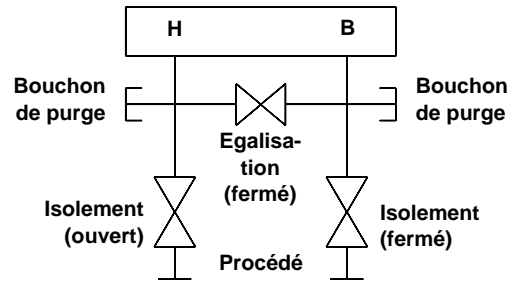 H
B
Bouchon
de purge
Bouchon
de purge
Egalisa-
tion
(fermé)
Isolement
(ouvert)
Isolement
(fermé)
Procédé